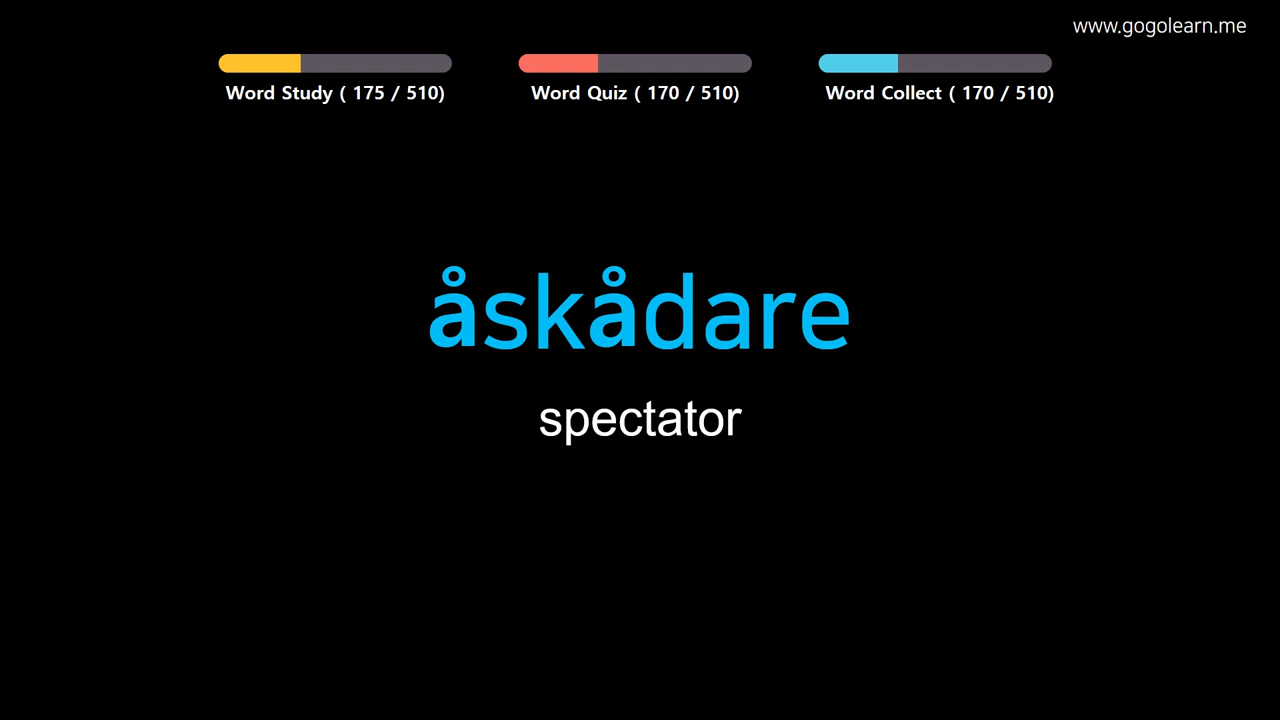 www.gogolearn.me
Word Study ( 175 / 510)
Word Quiz ( 170 / 510)
Word Collect ( 170 / 510)
åskådare
spectator